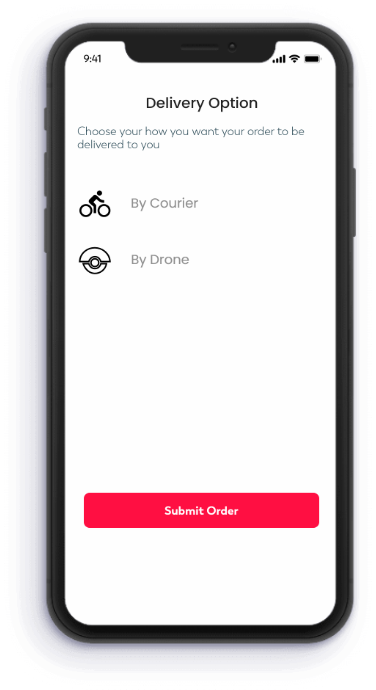 9:41
Delivery Option
Choose your how you want your order to be
delivered to you
By Courier
By Drone
Submit Order